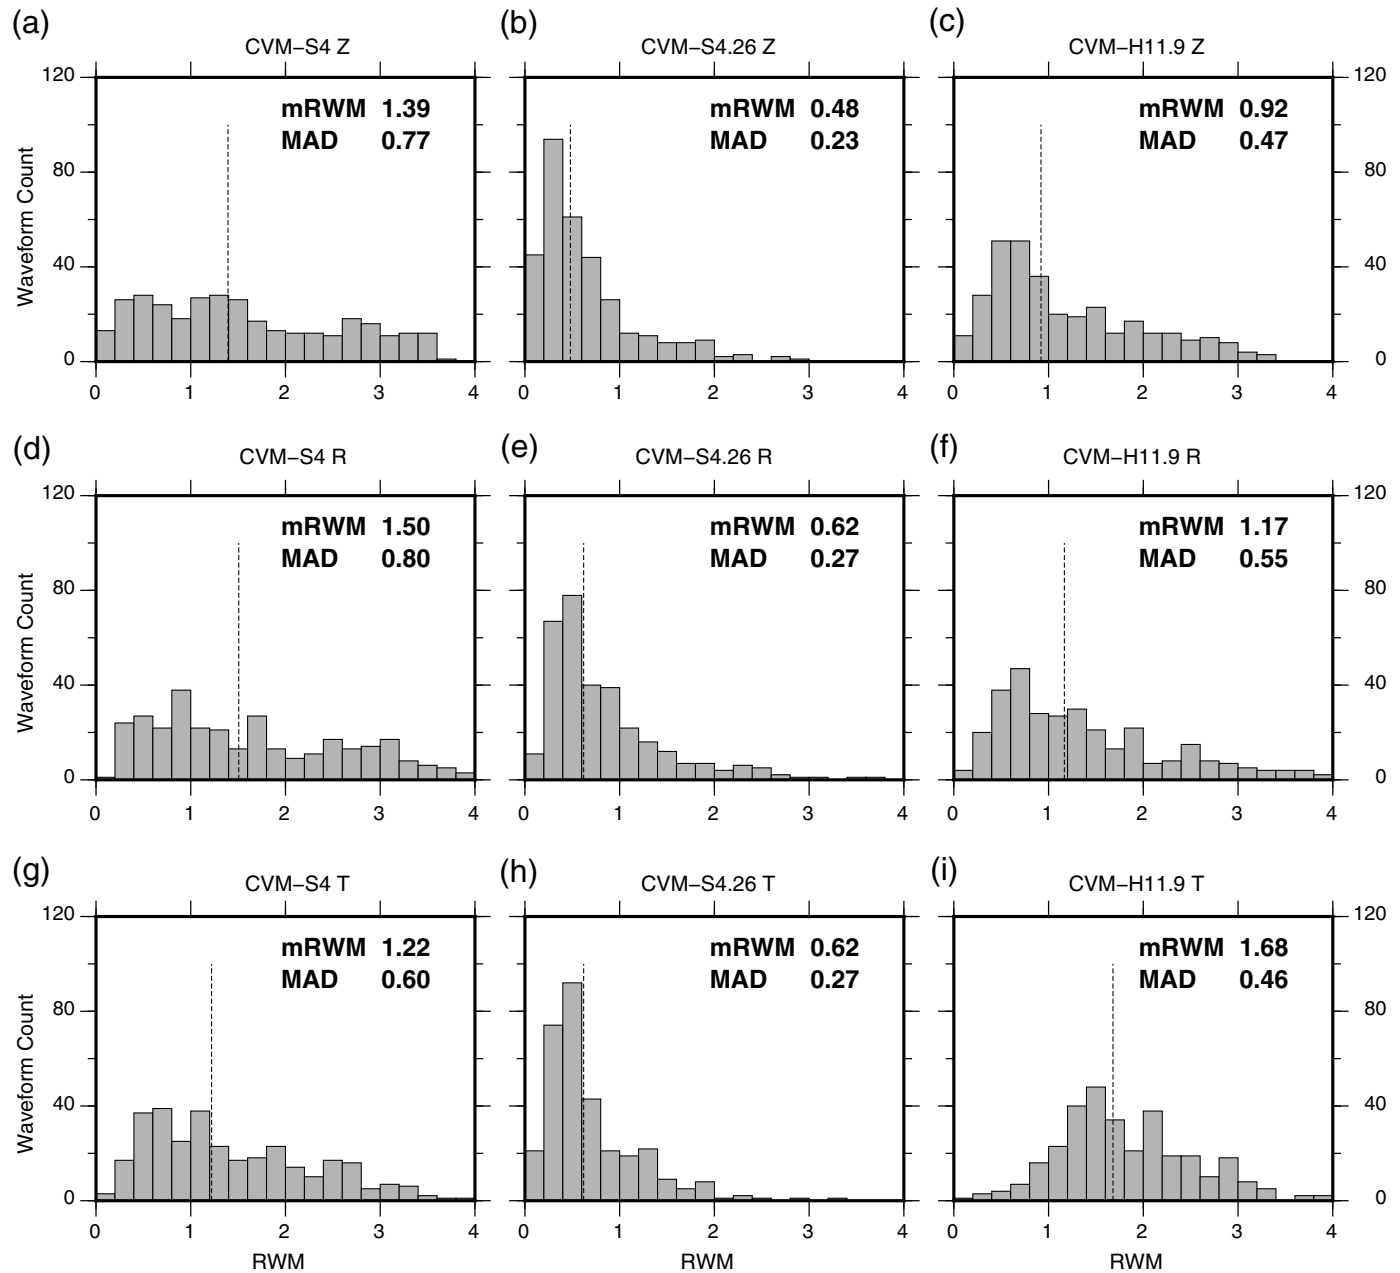 (a) (b) (c)
CVM−S4 Z CVM−S4.26 Z CVM−H11.9 Z
120 120
mRWM 1.39 mRWM 0.48 mRWM 0.92
MAD 0.77 MAD 0.23 MAD 0.47
80 80
Waveform Count
40 40
0 0
0 1 2 3 4 0 1 2 3 4 0 1 2 3 4
(d) (e) (f)
CVM−S4 R CVM−S4.26 R CVM−H11.9 R
120 120
mRWM 1.50 mRWM 0.62 mRWM 1.17
MAD 0.80 MAD 0.27 MAD 0.55
80 80
Waveform Count
40 40
0 0
0 1 2 3 4 0 1 2 3 4 0 1 2 3 4
(g) (h) (i)
CVM−S4 T CVM−S4.26 T CVM−H11.9 T
120 120
mRWM 1.22 mRWM 0.62 mRWM 1.68
MAD 0.60 MAD 0.27 MAD 0.46
80 80
Waveform Count
40 40
0 0
0 1 2 3 4 0 1 2 3 4 0 1 2 3 4
RWM RWM RWM